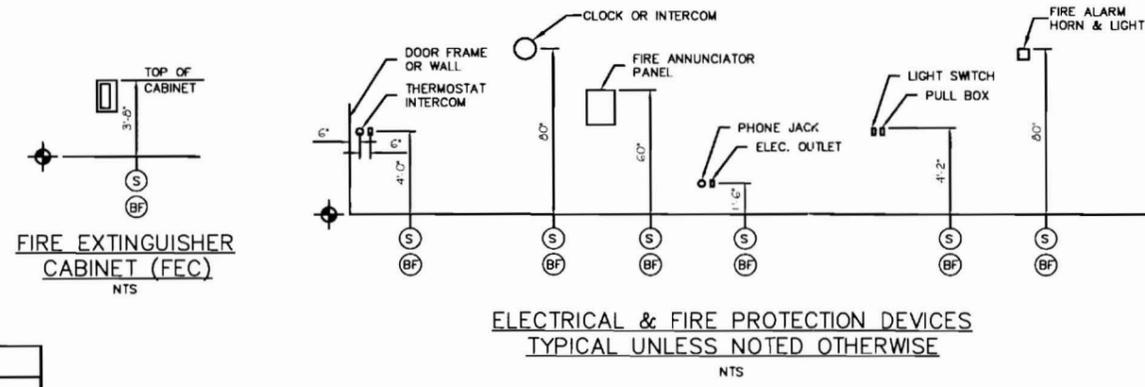 TOP OF
CABINET
3'-8"
S
BF
FIRE EXTINGUISHER
CABINET (FEC)
NTS
DOOR FRAME
OR WALL
THERMOSTAT
INTERCOM
6"
6"
4'-0"
CLOCK OR INTERCOM
80"
FIRE ANNUNCIATOR
PANEL
60"
PHONE JACK
ELEC. OUTLET
1'-6"
LIGHT SWITCH
PULL BOX
4'-2"
FIRE ALARM
HORN & LIGHT
80"
S
S
S
S
S
S
BF
BF
BF
BF
BF
BF
ELECTRICAL & FIRE PROTECTION DEVICES
TYPICAL UNLESS NOTED OTHERWISE
NTS